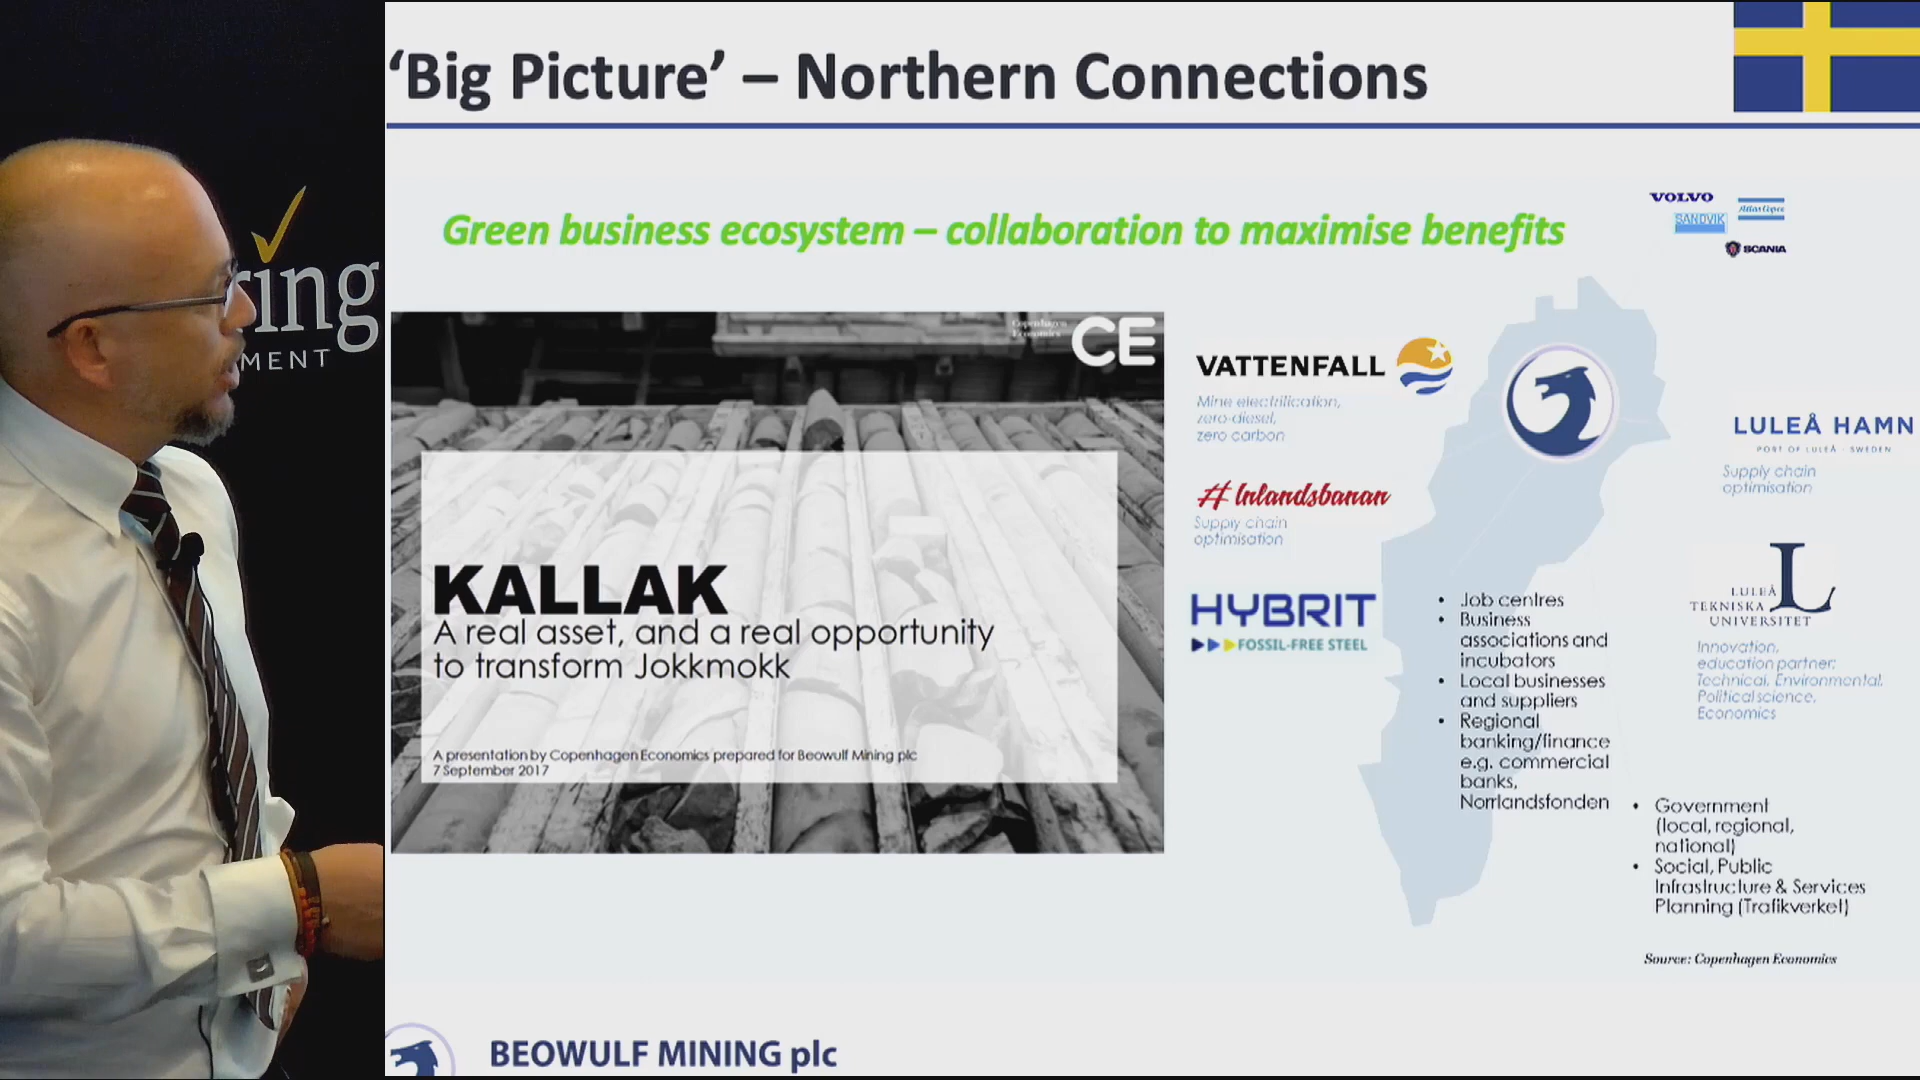 ‘Big Picture’ – Northern Connections
Green business ecosystem – collaboration to maximise benefits
VOLVO
SANDVIK
Atlas Copco
SCANIA
ring
MENT
Copenhagen
Economics
CE
KALLAK
A real asset, and a real opportunity
to transform Jokkmokk
A presentation by Copenhagen Economics prepared for Beowulf Mining plc
7 September 2017
VATTENFALL
Mine electrification,
zero-diesel,
zero carbon
# Inlandsbanan
Supply chain
optimisation
HYBRIT
FOSSIL-FREE STEEL
• Job centres
• Business
associations and
incubators
• Local businesses
and suppliers
• Regional
banking/finance
e.g. commercial
banks,
Norrlandsfonden
LULEÅ HAMN
PORT OF LULEÅ · SWEDEN
Supply chain
optimisation
L
LULEÅ
TEKNISKA
UNIVERSITET
Innovation,
education partner:
Technical, Environmental,
Political science,
Economics
• Government
(local, regional,
national)
• Social, Public
Infrastructure & Services
Planning (Trafikverket)
Source: Copenhagen Economics
BEOWULF MINING plc